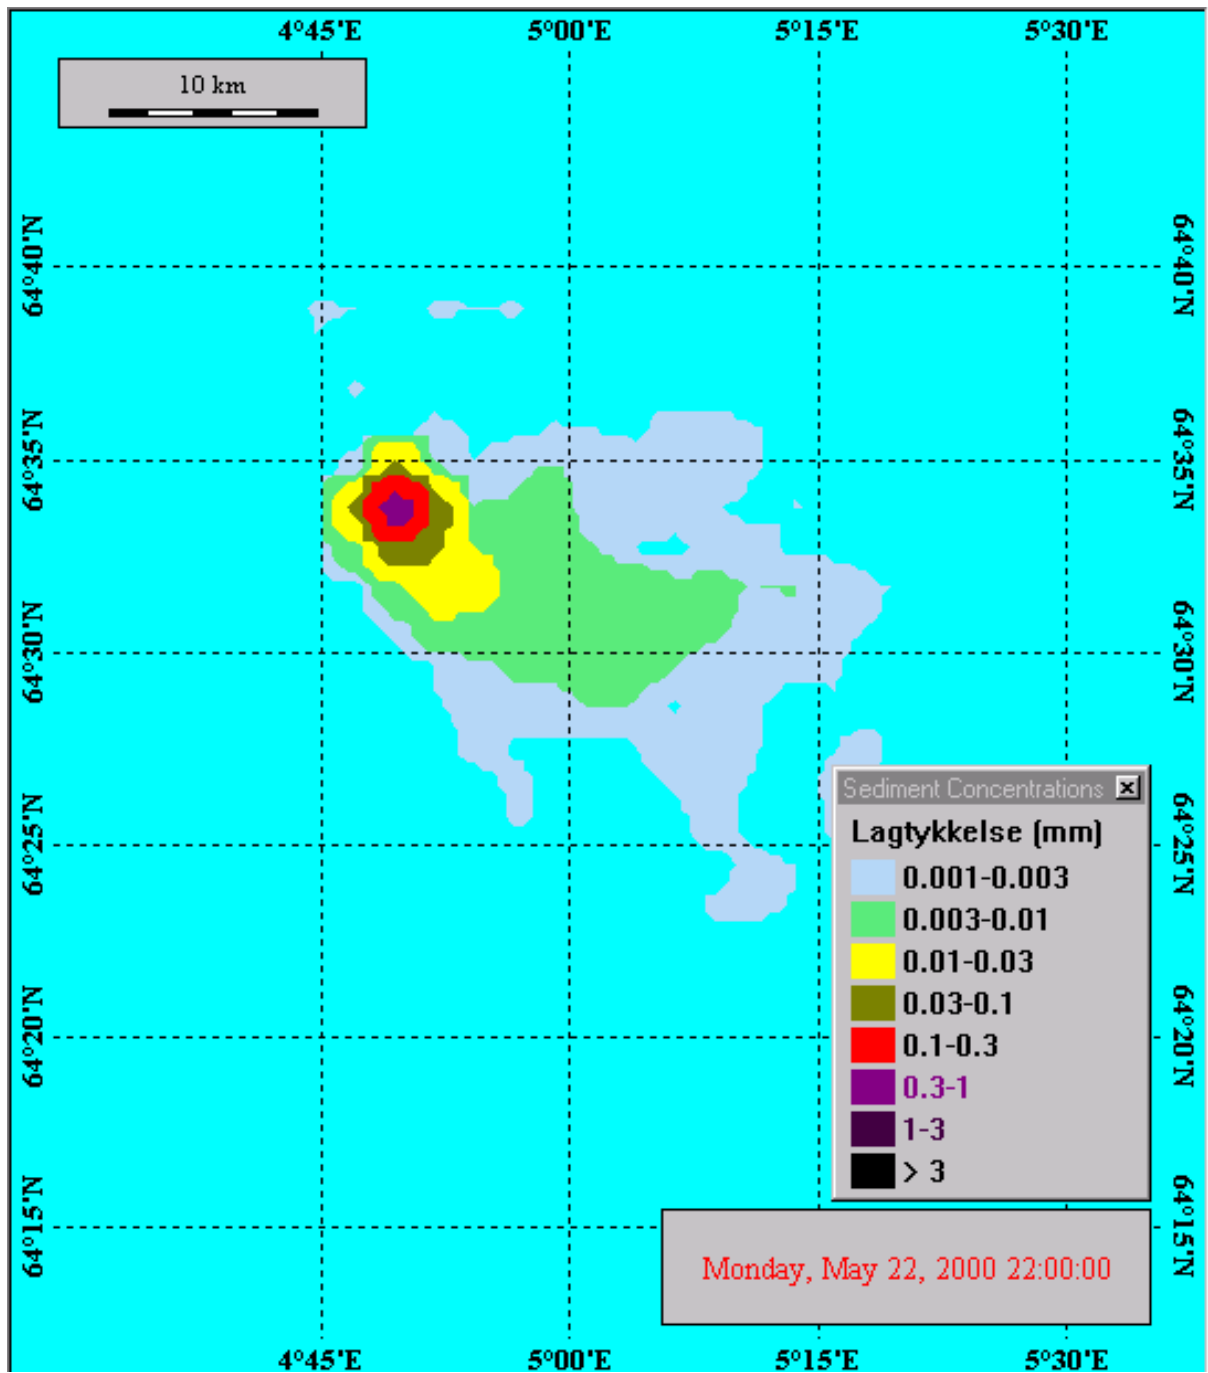 4°45'E 5°00'E 5°15'E 5°30'E
10 km
64°40'N 64°40'N
64°35'N 64°35'N
64°30'N 64°30'N
64°25'N 64°25'N
64°20'N 64°20'N
64°15'N 64°15'N
Sediment Concentrations
Lagtykkelse (mm)
0.001-0.003
0.003-0.01
0.01-0.03
0.03-0.1
0.1-0.3
0.3-1
1-3
> 3
Monday, May 22, 2000 22:00:00
4°45'E 5°00'E 5°15'E 5°30'E